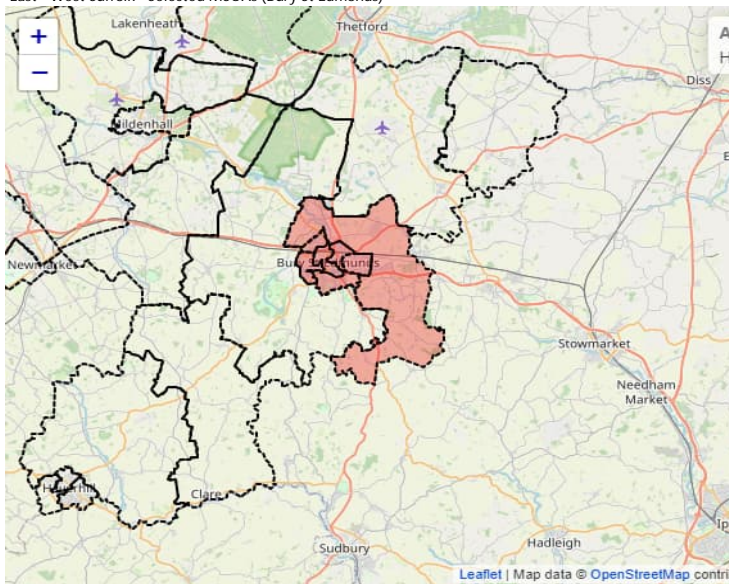 Lakenheath
Thetford
A
H
Diss
Mildenhall
Newmarket
Bury St Edmunds
Stowmarket
Needham
Market
Haverhill
Clare
Sudbury
Hadleigh
Ip
+
−
Leaflet | Map data © OpenStreetMap contri